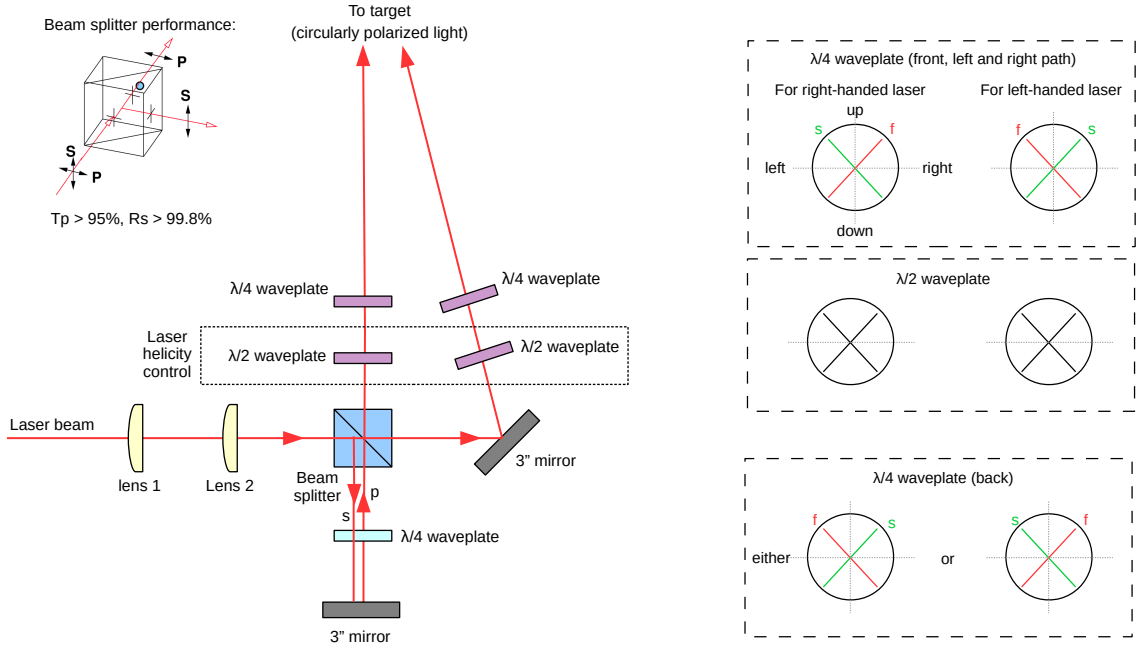 Beam splitter performance:
P
S
S
P
Tp > 95%, Rs > 99.8%
To target
(circularly polarized light)
λ/4 waveplate
λ/4 waveplate
Laser
helicity
control
λ/2 waveplate
λ/2 waveplate
Laser beam
lens 1
Lens 2
Beam
splitter
3” mirror
p
s
λ/4 waveplate
3” mirror
λ/4 waveplate (front, left and right path)
For right-handed laser
For left-handed laser
up
s
f
f
s
left
right
down
λ/2 waveplate
λ/4 waveplate (back)
f
s
s
f
either
or